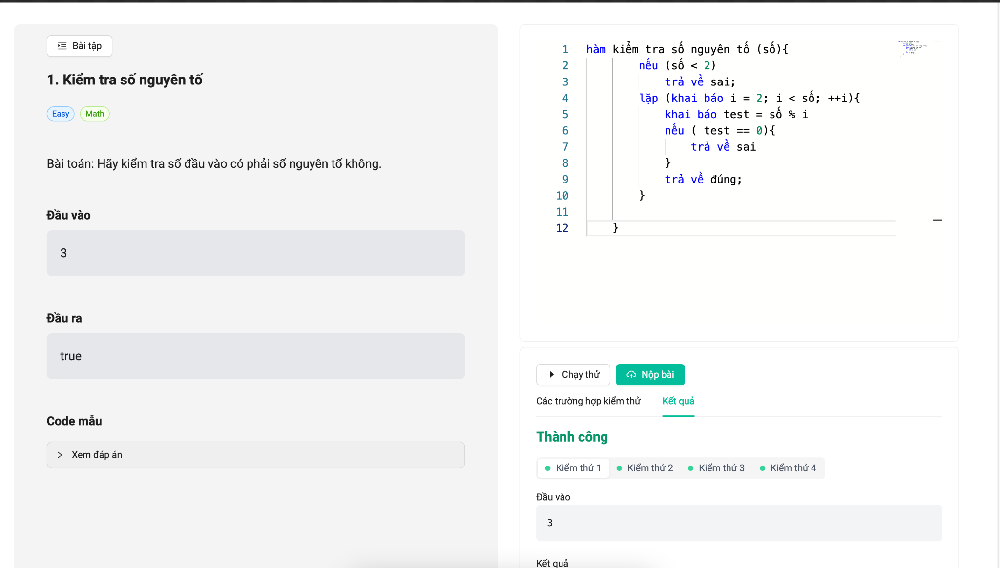 Bài tập
1. Kiểm tra số nguyên tố
Easy Math
Bài toán: Hãy kiểm tra số đầu vào có phải số nguyên tố không.
Đầu vào
3
Đầu ra
true
Code mẫu
Xem đáp án
1 hàm kiểm tra số nguyên tố (số){
2 nếu (số < 2)
3 trả về sai;
4 lặp (khai báo i = 2; i < số; ++i){
5 khai báo test = số % i
6 nếu ( test == 0){
7 trả về sai
8 }
9 trả về đúng;
10 }
11
12 }
Chạy thử Nộp bài
Các trường hợp kiểm thử Kết quả
Thành công
Kiểm thử 1 Kiểm thử 2 Kiểm thử 3 Kiểm thử 4
Đầu vào
3
Kết quả